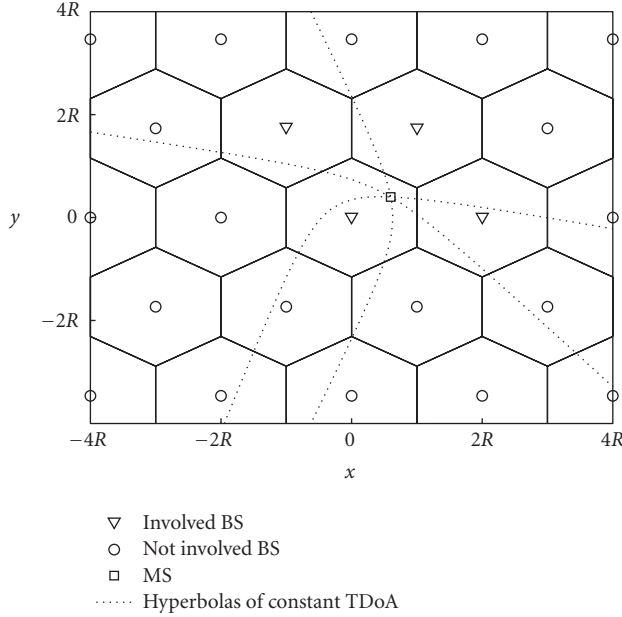 4R
2R
y
0
−2R
−4R
−2R
0
2R
4R
x
Involved BS
Not involved BS
MS
Hyperbolas of constant TDoA